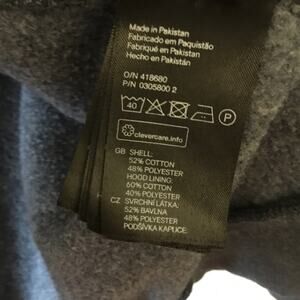 Made in Pakistan
Fabricado em Paquistão
Fabriqué en Pakistan
Hecho en Pakistán
O/N 418680
P/N 0305800 2
40
P
clevercare.info
GB SHELL:
52% COTTON
48% POLYESTER
HOOD LINING:
60% COTTON
40% POLYESTER
CZ SVRCHNÍ LÁTKA:
52% BAVLNA
48% POLYESTER
PODŠÍVKA KAPUCE: